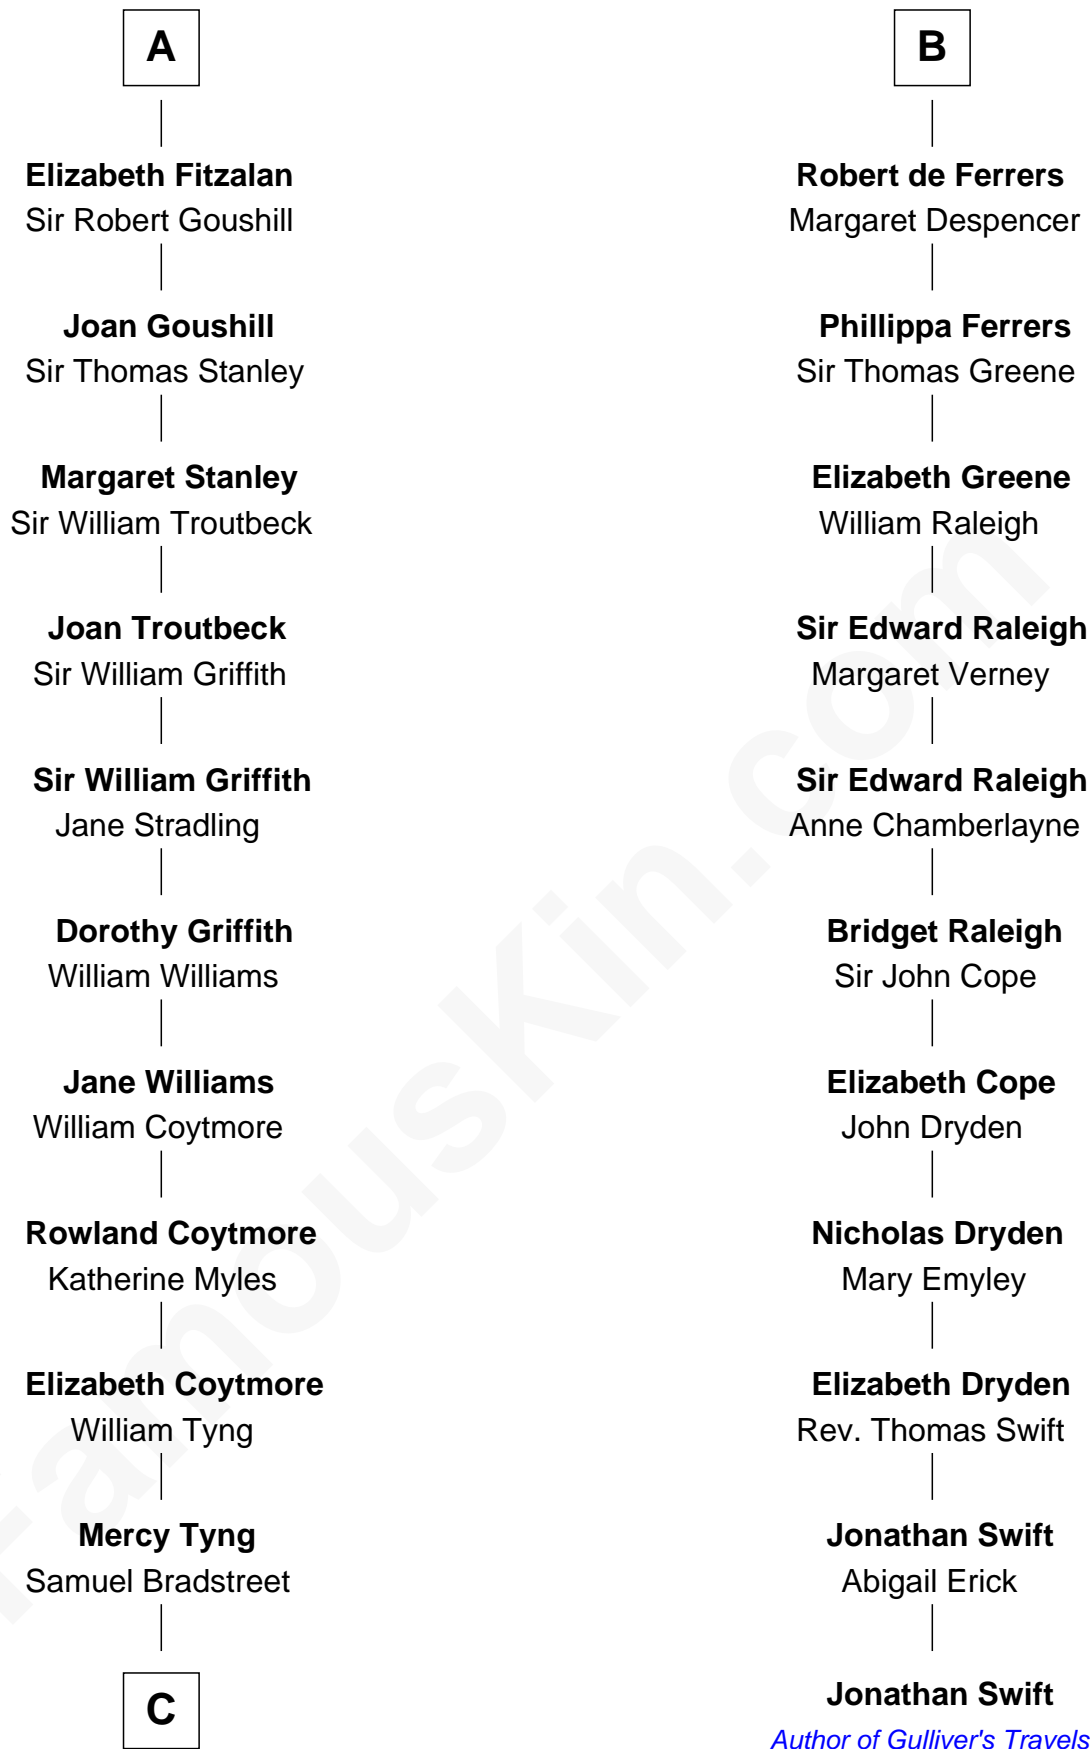 A
Elizabeth Fitzalan
Sir Robert Goushill
Joan Goushill
Sir Thomas Stanley
Margaret Stanley
Sir William Troutbeck
Joan Troutbeck
Sir William Griffith
Sir William Griffith
Jane Stradling
Dorothy Griffith
William Williams
Jane Williams
William Coytmore
Rowland Coytmore
Katherine Myles
Elizabeth Coytmore
William Tyng
Mercy Tyng
Samuel Bradstreet
C
B
Robert de Ferrers
Margaret Despencer
Phillippa Ferrers
Sir Thomas Greene
Elizabeth Greene
William Raleigh
Sir Edward Raleigh
Margaret Verney
Sir Edward Raleigh
Anne Chamberlayne
Bridget Raleigh
Sir John Cope
Elizabeth Cope
John Dryden
Nicholas Dryden
Mary Emyley
Elizabeth Dryden
Rev. Thomas Swift
Jonathan Swift
Abigail Erick
Jonathan Swift
Author of Gulliver's Travels
FamousKin.com